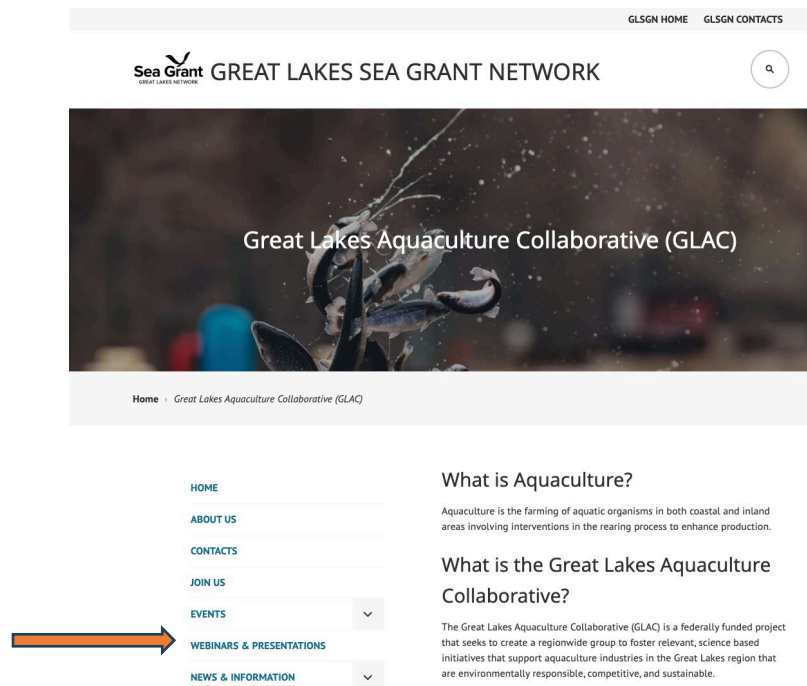 GLSGN HOME GLSGN CONTACTS
Sea Grant
GREAT LAKES NETWORK
GREAT LAKES SEA GRANT NETWORK
Great Lakes Aquaculture Collaborative (GLAC)
Home › Great Lakes Aquaculture Collaborative (GLAC)
HOME
ABOUT US
CONTACTS
JOIN US
EVENTS
WEBINARS & PRESENTATIONS
NEWS & INFORMATION
What is Aquaculture?
Aquaculture is the farming of aquatic organisms in both coastal and inland
areas involving interventions in the rearing process to enhance production.
What is the Great Lakes Aquaculture
Collaborative?
The Great Lakes Aquaculture Collaborative (GLAC) is a federally funded project
that seeks to create a regionwide group to foster relevant, science based
initiatives that support aquaculture industries in the Great Lakes region that
are environmentally responsible, competitive, and sustainable.